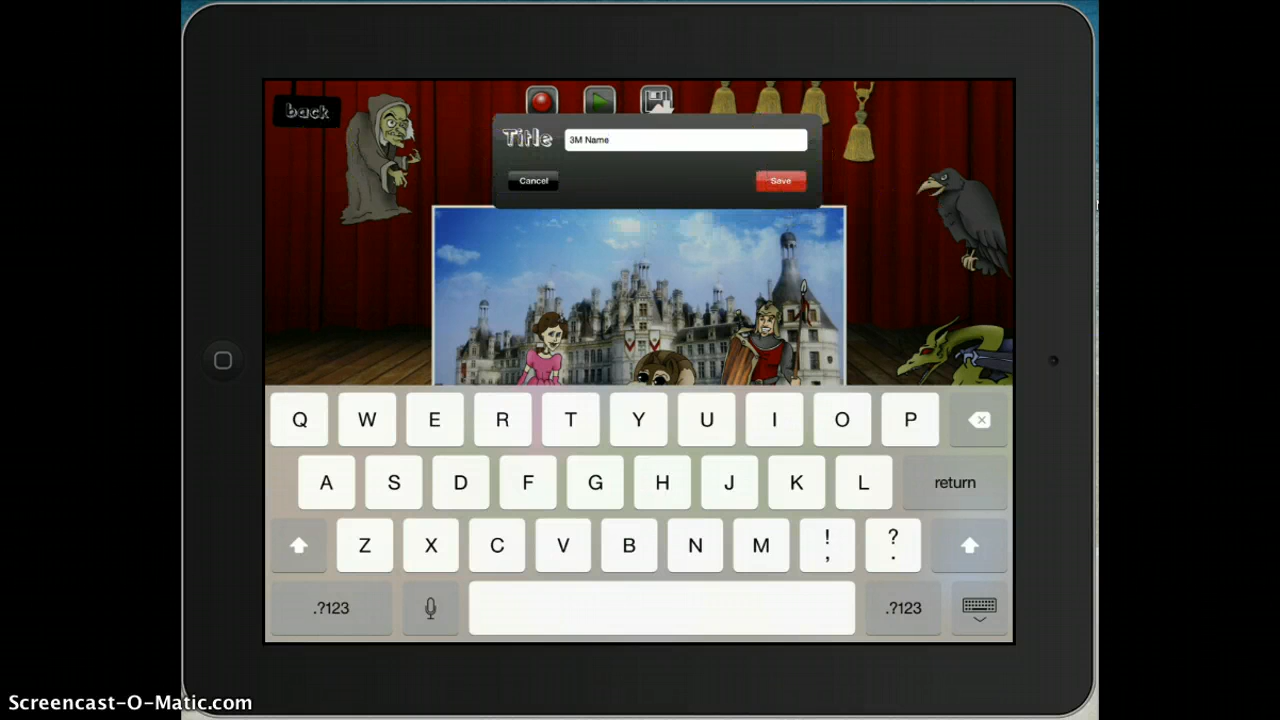 back
Title
3M Name
Cancel
Save
Q W E R T Y U I O P
A S D F G H J K L return
Z X C V B N M ! , ? .
.?123 .?123
Screencast-O-Matic.com